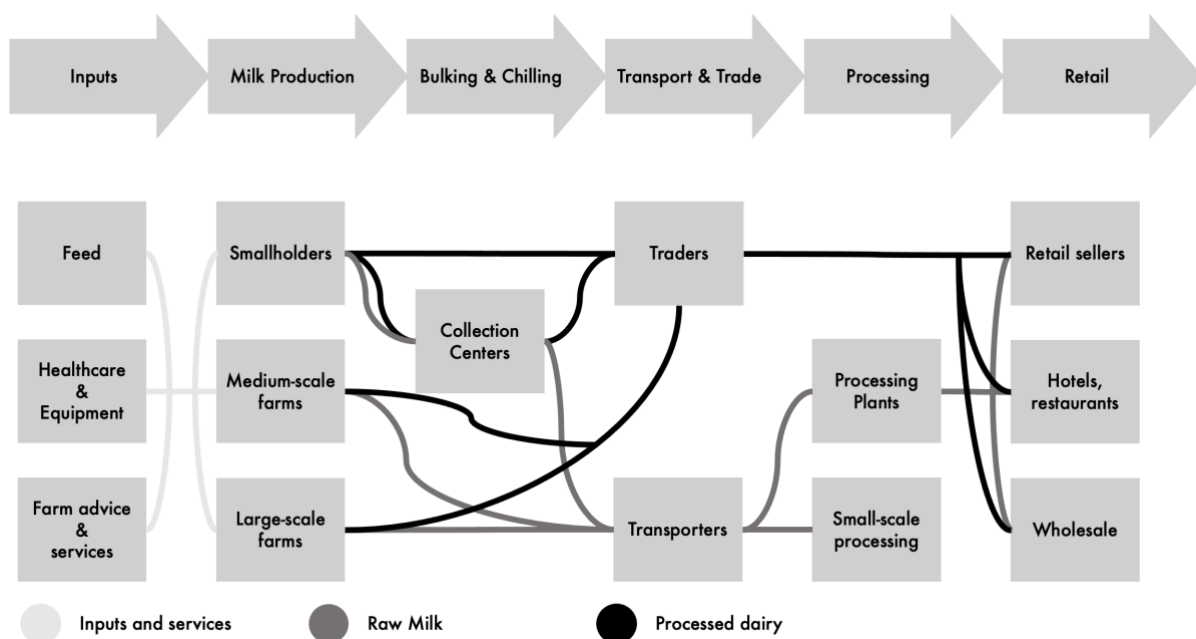 Inputs
Milk Production
Bulking & Chilling
Transport & Trade
Processing
Retail
Feed
Smallholders
Traders
Retail sellers
Collection
Centers
Healthcare
&
Equipment
Medium-scale
farms
Processing
Plants
Hotels,
restaurants
Farm advice
&
services
Large-scale
farms
Transporters
Small-scale
processing
Wholesale
Inputs and services
Raw Milk
Processed dairy